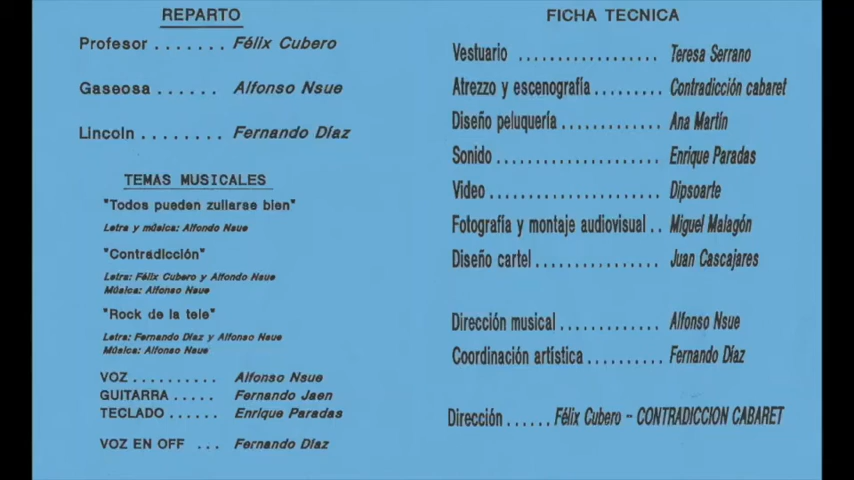 REPARTO
Profesor ....... Félix Cubero
Gaseosa ...... Alfonso Nsue
Lincoln ........ Fernando Díaz
TEMAS MUSICALES
"Todos pueden zullarse bien"
Letra y música: Alfondo Nsue
"Contradicción"
Letra: Félix Cubero y Alfondo Nsue
Música: Alfonso Nsue
"Rock de la tele"
Letra: Fernando Díaz y Alfonso Nsue
Música: Alfonso Nsue
VOZ .......... Alfonso Nsue
GUITARRA ..... Fernando Jaen
TECLADO ...... Enrique Paradas
VOZ EN OFF ... Fernando Díaz
FICHA TECNICA
Vestuario .................. Teresa Serrano
Atrezzo y escenografía ......... Contradicción cabaret
Diseño peluquería ............. Ana Martín
Sonido ..................... Enrique Paradas
Video ...................... Dipsoarte
Fotografía y montaje audiovisual .. Miguel Malagón
Diseño cartel ................ Juan Cascajares
Dirección musical ............. Alfonso Nsue
Coordinación artística .......... Fernando Díaz
Dirección ...... Félix Cubero - CONTRADICCION CABARET